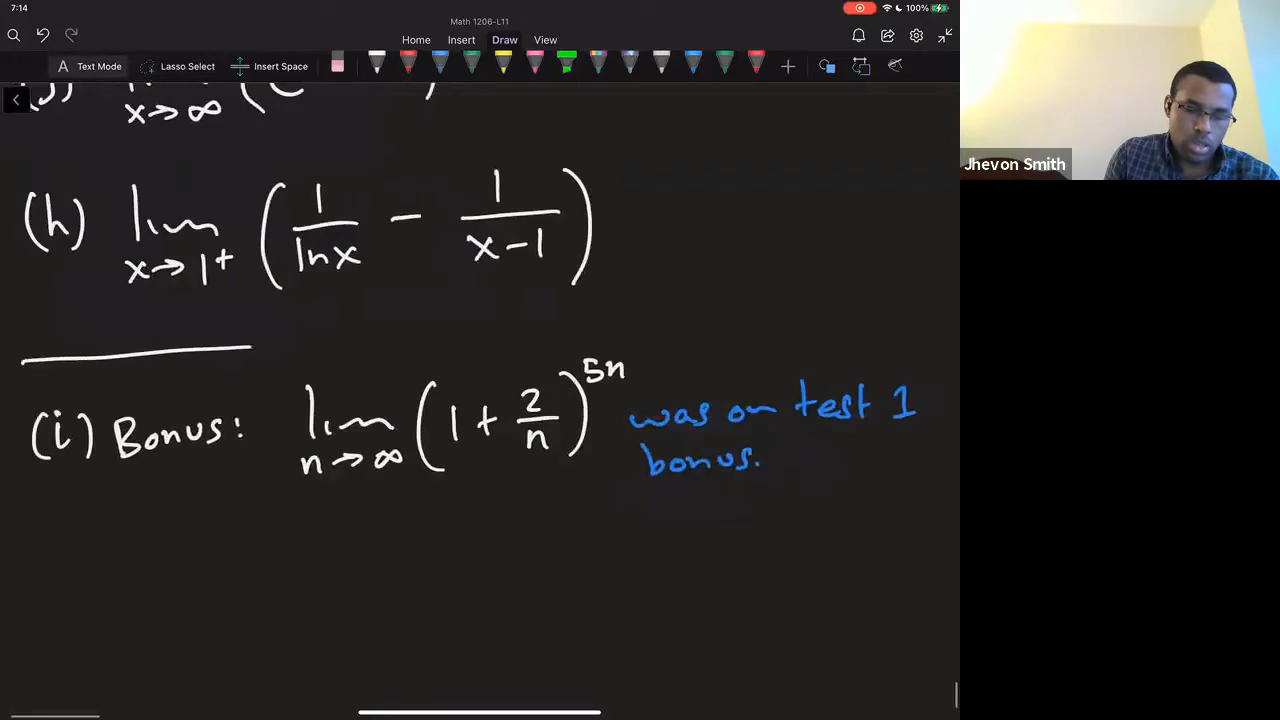 7:14
100%
Math 1206-L11
Home Insert Draw View
Text Mode Lasso Select Insert Space
x→∞
(h) lim x→1⁺ (1/ln x − 1/(x−1))
(i) Bonus: lim n→∞ (1 + 2/n)^5n was on test 1
bonus.
Jhevon Smith